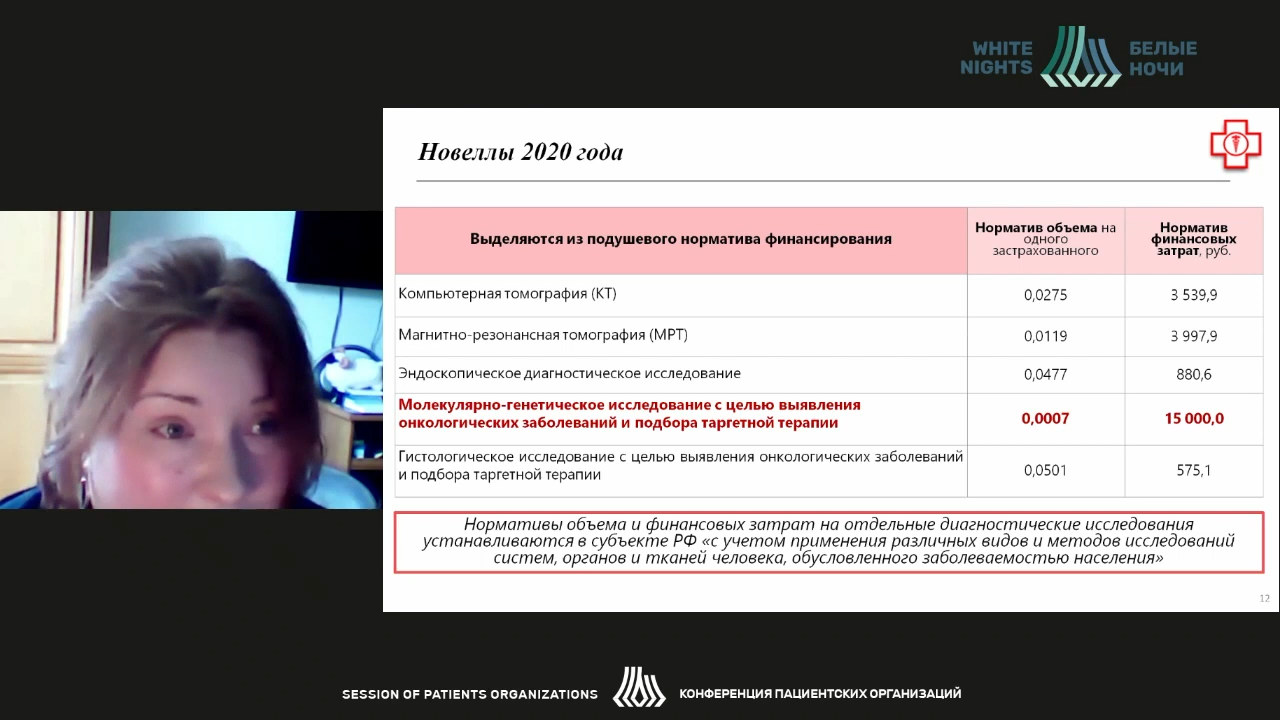 WHITE
NIGHTS
БЕЛЫЕ
НОЧИ
Новеллы 2020 года
Выделяются из подушевого норматива финансирования
Норматив объема на
одного
застрахованного
Норматив
финансовых
затрат, руб.
Компьютерная томография (КТ)
0,0275
3 539,9
Магнитно-резонансная томография (МРТ)
0,0119
3 997,9
Эндоскопическое диагностическое исследование
0,0477
880,6
Молекулярно-генетическое исследование с целью выявления
онкологических заболеваний и подбора таргетной терапии
0,0007
15 000,0
Гистологическое исследование с целью выявления онкологических заболеваний
и подбора таргетной терапии
0,0501
575,1
Нормативы объема и финансовых затрат на отдельные диагностические исследования
устанавливаются в субъекте РФ «с учетом применения различных видов и методов исследований
систем, органов и тканей человека, обусловленного заболеваемостью населения»
12
SESSION OF PATIENTS ORGANIZATIONS
КОНФЕРЕНЦИЯ ПАЦИЕНТСКИХ ОРГАНИЗАЦИЙ